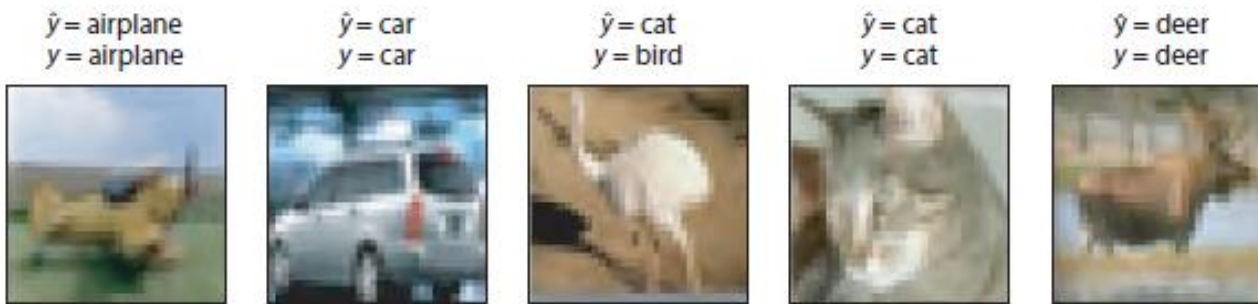 ŷ = airplane
y = airplane
ŷ = car
y = car
ŷ = cat
y = bird
ŷ = cat
y = cat
ŷ = deer
y = deer